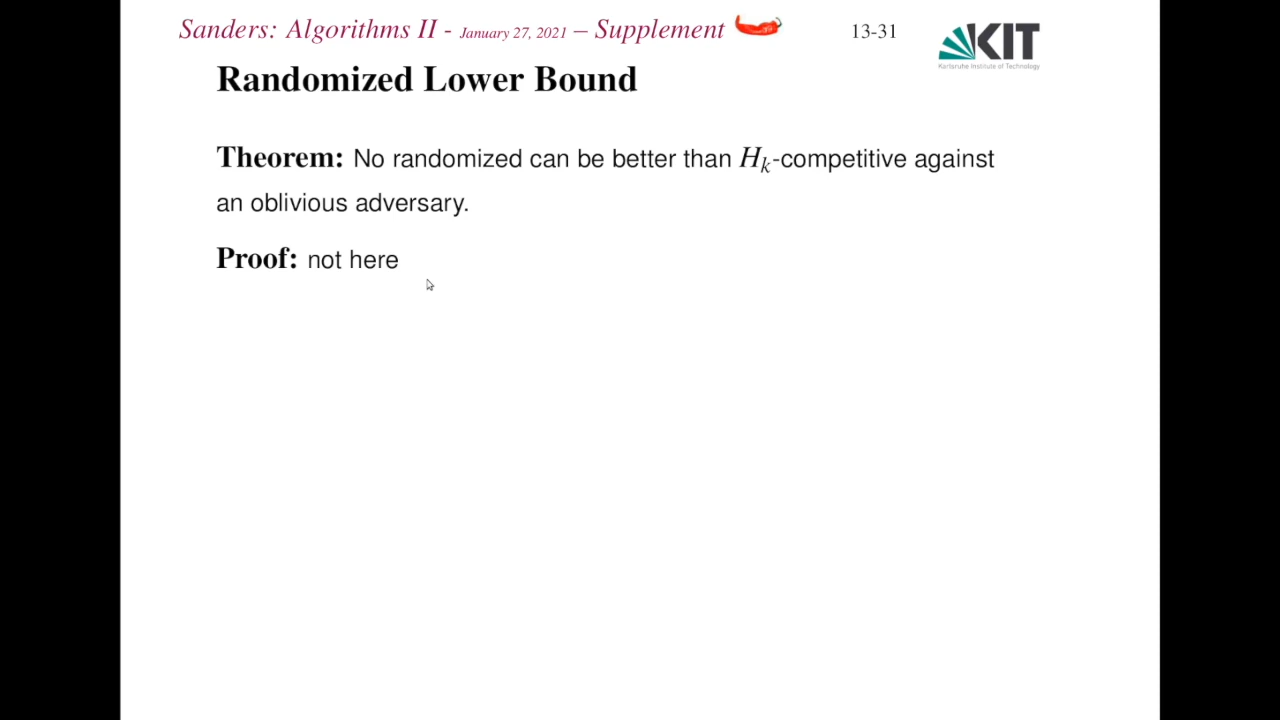 Sanders: Algorithms II - January 27, 2021 – Supplement
13-31
KIT
Karlsruhe Institute of Technology
Randomized Lower Bound
Theorem: No randomized can be better than Hₖ-competitive against
an oblivious adversary.
Proof: not here